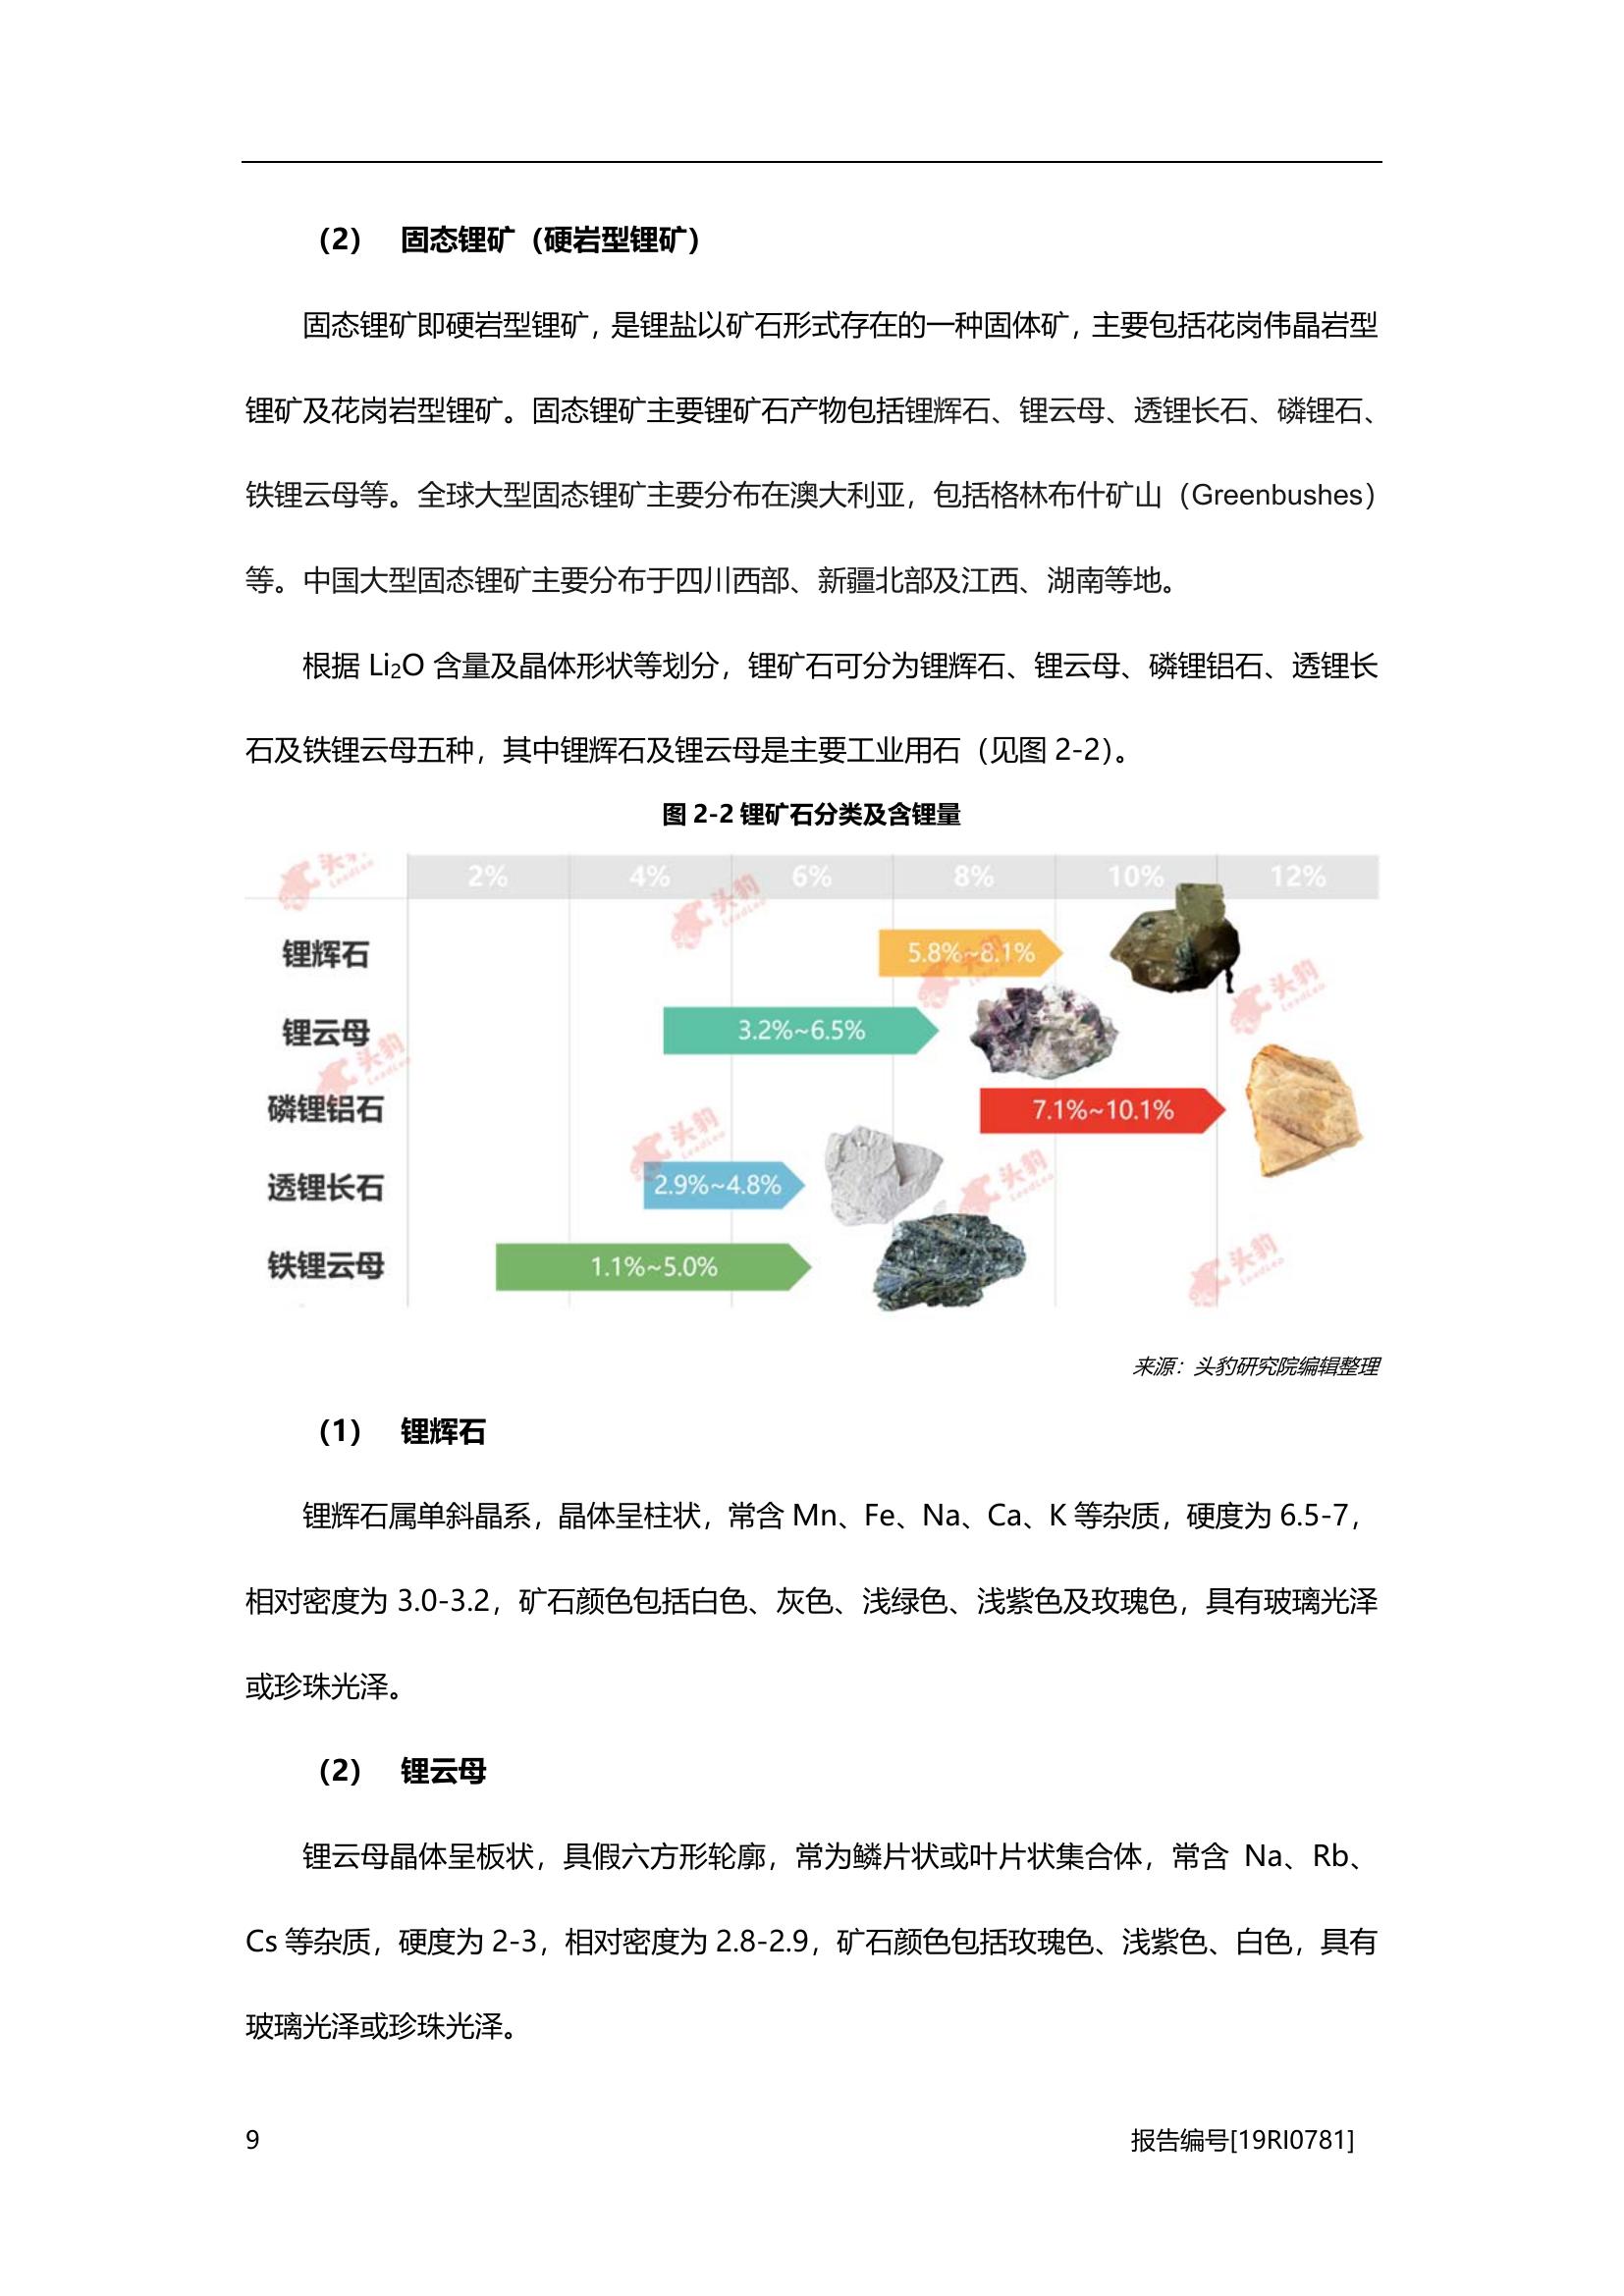 （2） 固态锂矿（硬岩型锂矿）
固态锂矿即硬岩型锂矿，是锂盐以矿石形式存在的一种固体矿，主要包括花岗伟晶岩型
锂矿及花岗岩型锂矿。固态锂矿主要锂矿石产物包括锂辉石、锂云母、透锂长石、磷锂石、
铁锂云母等。全球大型固态锂矿主要分布在澳大利亚，包括格林布什矿山（Greenbushes）
等。中国大型固态锂矿主要分布于四川西部、新疆北部及江西、湖南等地。
根据 Li₂O 含量及晶体形状等划分，锂矿石可分为锂辉石、锂云母、磷锂铝石、透锂长
石及铁锂云母五种，其中锂辉石及锂云母是主要工业用石（见图 2-2）。
图 2-2 锂矿石分类及含锂量
2% 4% 6% 8% 10% 12%
锂辉石 5.8%~8.1%
锂云母 3.2%~6.5%
磷锂铝石 7.1%~10.1%
透锂长石 2.9%~4.8%
铁锂云母 1.1%~5.0%
头豹 LeadLeo
头豹 LeadLeo
头豹
头豹 LeadLeo
头豹 LeadLeo
头豹 LeadLeo
头豹 LeadLeo
头豹 LeadLeo
来源：头豹研究院编辑整理
（1） 锂辉石
锂辉石属单斜晶系，晶体呈柱状，常含 Mn、Fe、Na、Ca、K 等杂质，硬度为 6.5-7，
相对密度为 3.0-3.2，矿石颜色包括白色、灰色、浅绿色、浅紫色及玫瑰色，具有玻璃光泽
或珍珠光泽。
（2） 锂云母
锂云母晶体呈板状，具假六方形轮廓，常为鳞片状或叶片状集合体，常含 Na、Rb、
Cs 等杂质，硬度为 2-3，相对密度为 2.8-2.9，矿石颜色包括玫瑰色、浅紫色、白色，具有
玻璃光泽或珍珠光泽。
9 报告编号[19RI0781]